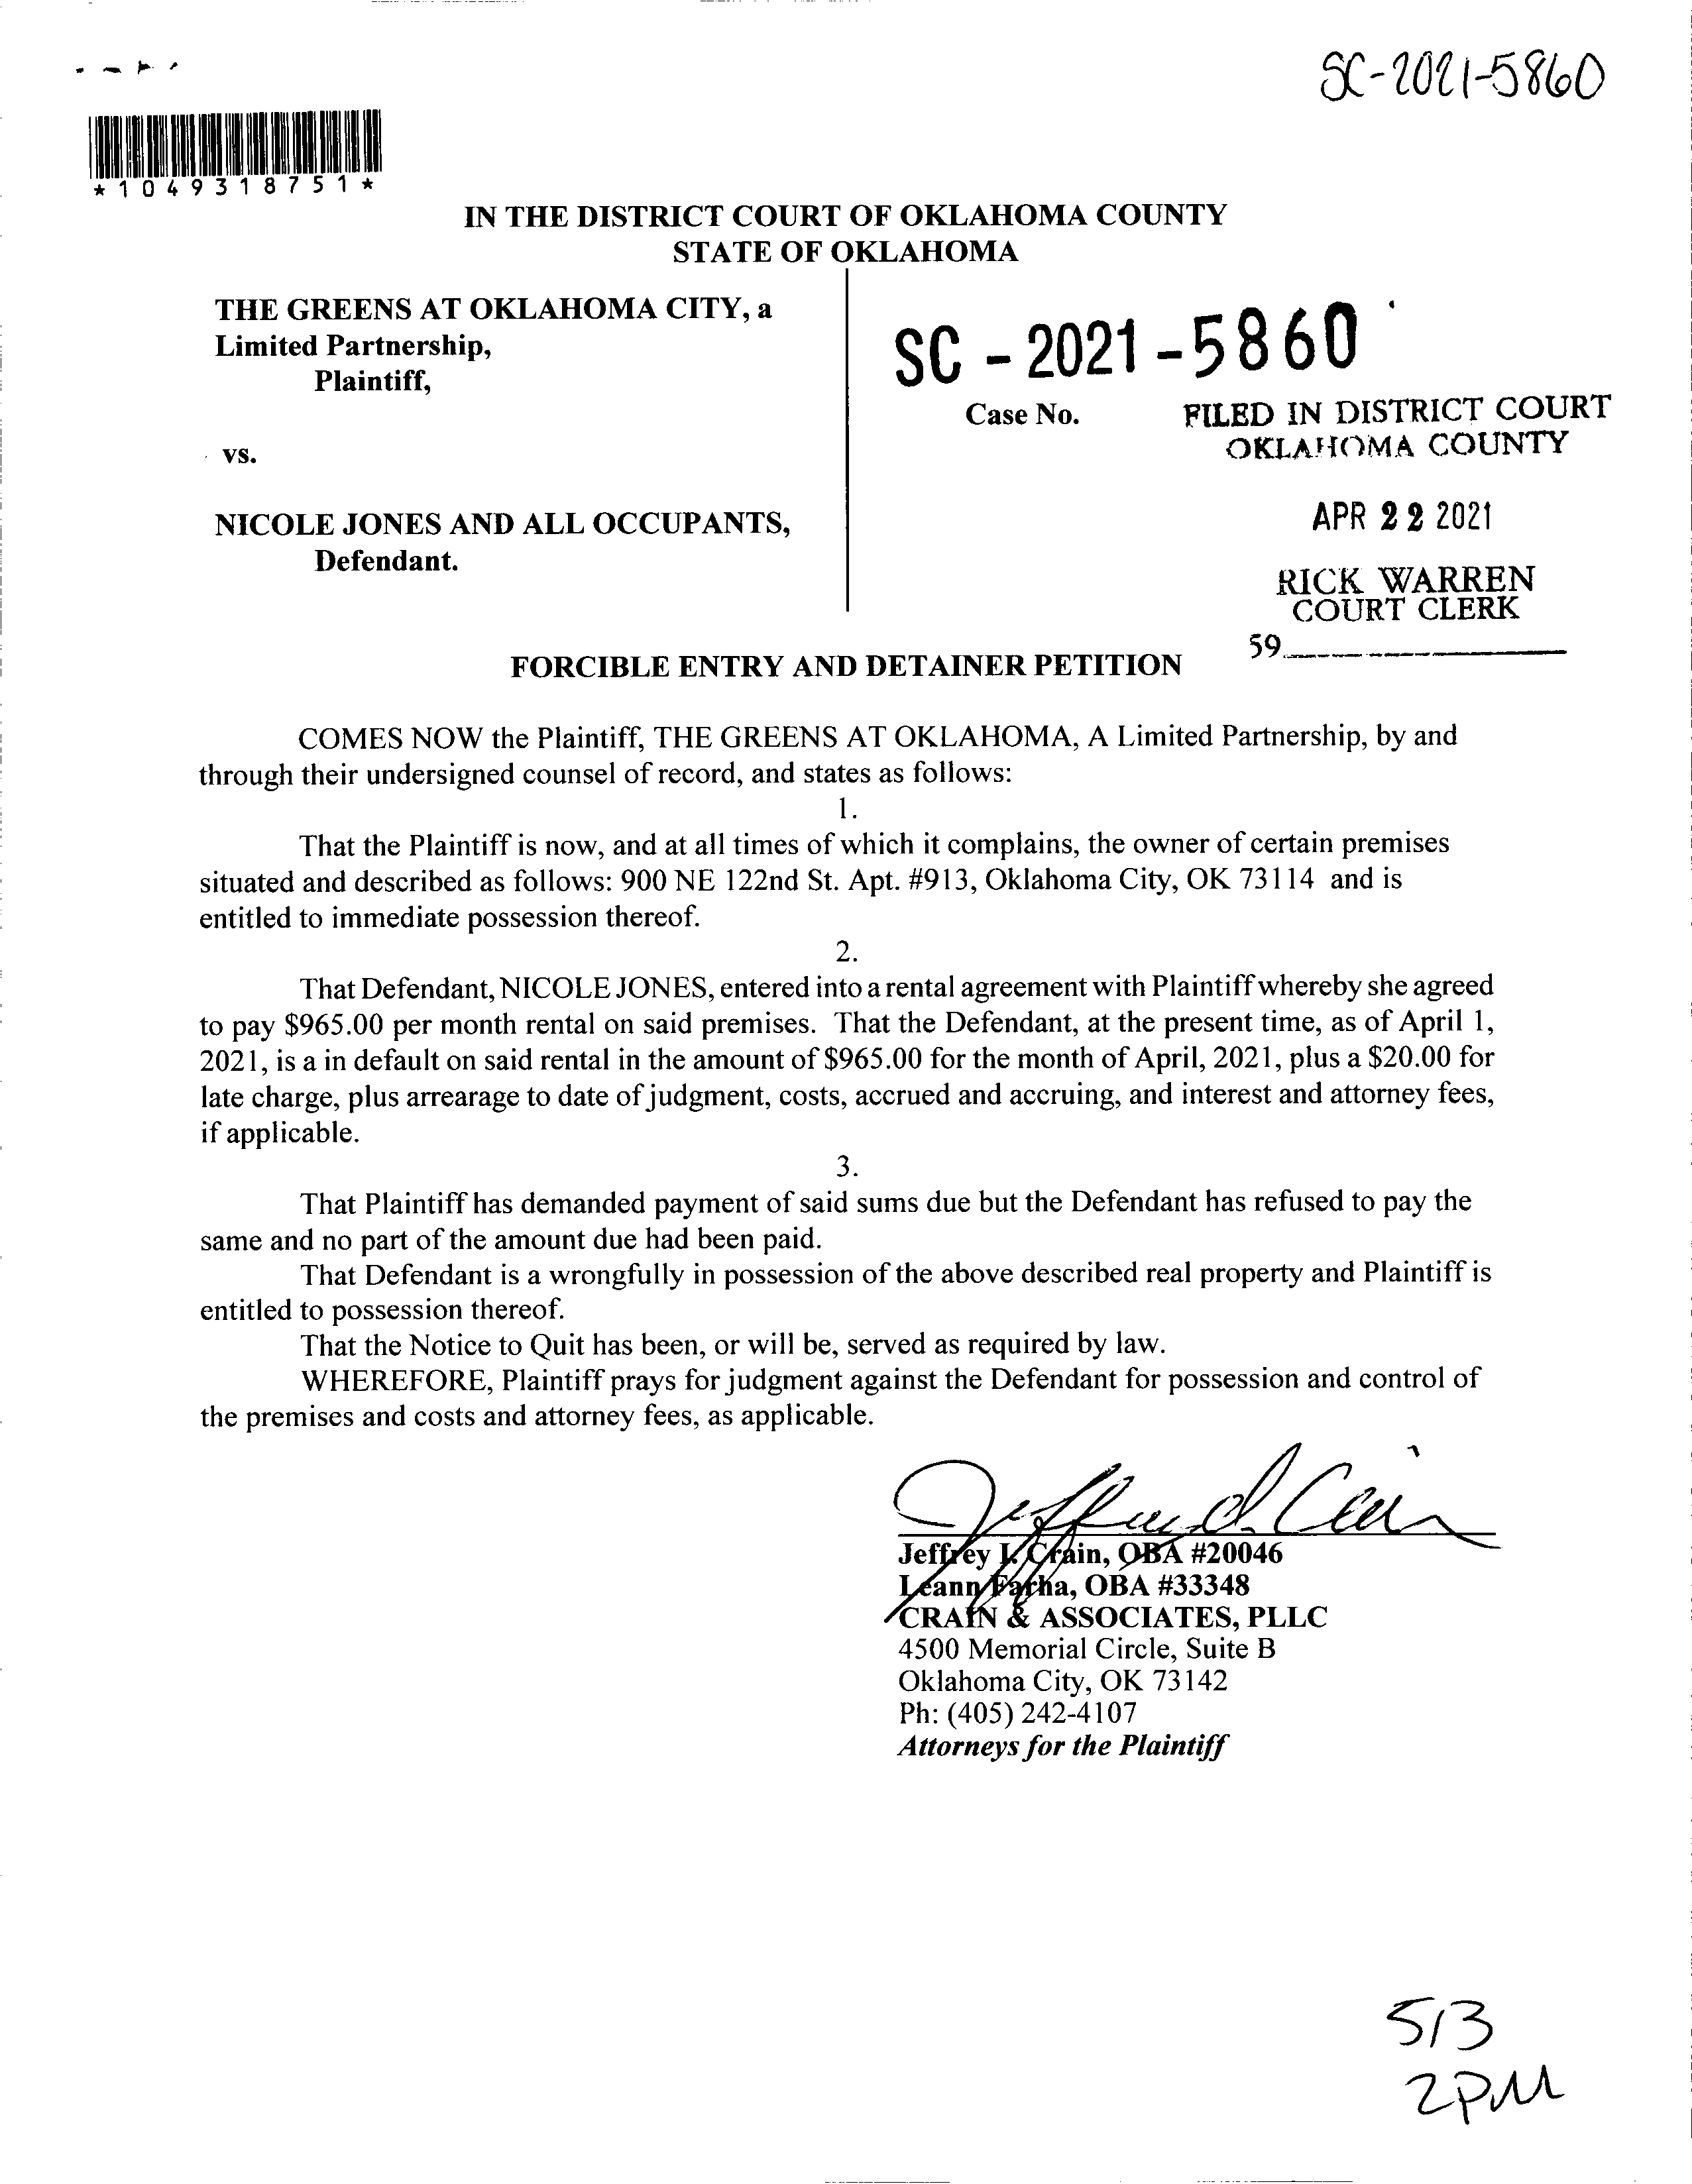 SC-2021-5860
*1049318751*
IN THE DISTRICT COURT OF OKLAHOMA COUNTY
STATE OF OKLAHOMA
THE GREENS AT OKLAHOMA CITY, a
Limited Partnership,
Plaintiff,
vs.
NICOLE JONES AND ALL OCCUPANTS,
Defendant.
SC - 2021 - 5860
Case No.
FILED IN DISTRICT COURT
OKLAHOMA COUNTY
APR 22 2021
RICK WARREN
COURT CLERK
59
FORCIBLE ENTRY AND DETAINER PETITION
COMES NOW the Plaintiff, THE GREENS AT OKLAHOMA, A Limited Partnership, by and
through their undersigned counsel of record, and states as follows:
1.
That the Plaintiff is now, and at all times of which it complains, the owner of certain premises
situated and described as follows: 900 NE 122nd St. Apt. #913, Oklahoma City, OK 73114 and is
entitled to immediate possession thereof.
2.
That Defendant, NICOLE JONES, entered into a rental agreement with Plaintiff whereby she agreed
to pay $965.00 per month rental on said premises. That the Defendant, at the present time, as of April 1,
2021, is a in default on said rental in the amount of $965.00 for the month of April, 2021, plus a $20.00 for
late charge, plus arrearage to date of judgment, costs, accrued and accruing, and interest and attorney fees,
if applicable.
3.
That Plaintiff has demanded payment of said sums due but the Defendant has refused to pay the
same and no part of the amount due had been paid.
That Defendant is a wrongfully in possession of the above described real property and Plaintiff is
entitled to possession thereof.
That the Notice to Quit has been, or will be, served as required by law.
WHEREFORE, Plaintiff prays for judgment against the Defendant for possession and control of
the premises and costs and attorney fees, as applicable.
Jeffrey I. Crain, OBA #20046
Leann Farha, OBA #33348
CRAIN & ASSOCIATES, PLLC
4500 Memorial Circle, Suite B
Oklahoma City, OK 73142
Ph: (405) 242-4107
Attorneys for the Plaintiff
5/3
2PM